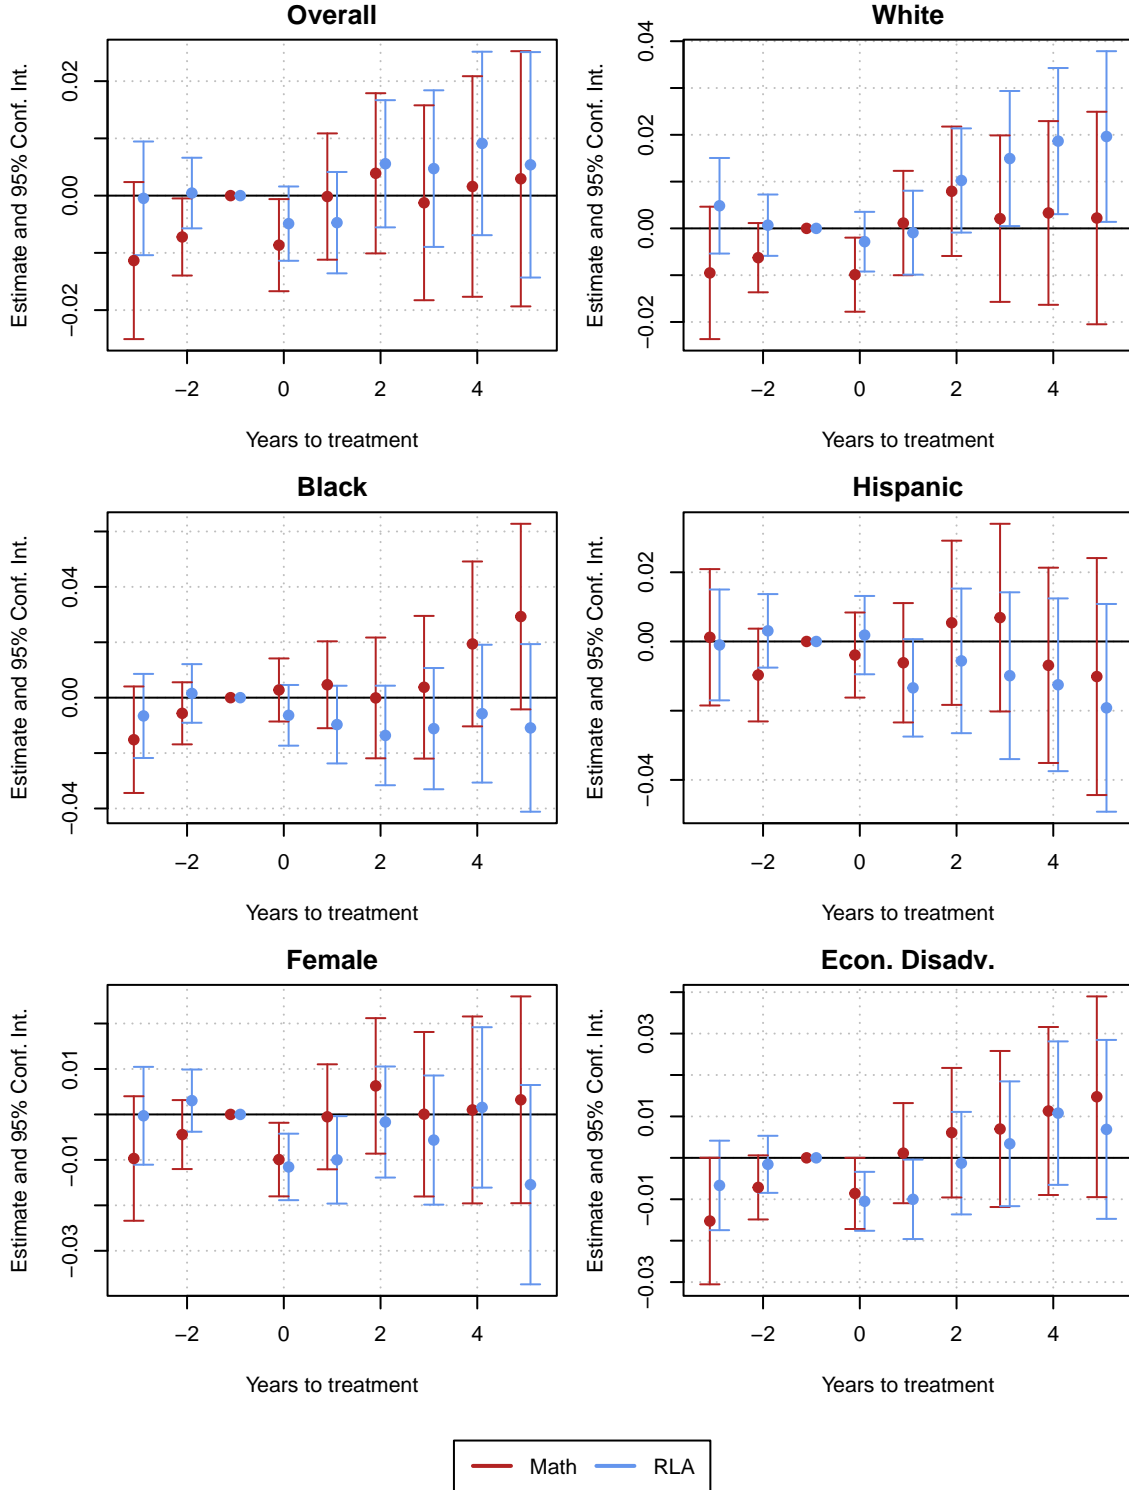 Overall
Estimate and 95% Conf. Int.
0.02
0.00
−0.02
−2 0 2 4
Years to treatment
White
Estimate and 95% Conf. Int.
0.04
0.02
0.00
−0.02
−2 0 2 4
Years to treatment
Black
Estimate and 95% Conf. Int.
0.04
0.00
−0.04
−2 0 2 4
Years to treatment
Hispanic
Estimate and 95% Conf. Int.
0.02
0.00
−0.04
−2 0 2 4
Years to treatment
Female
Estimate and 95% Conf. Int.
0.01
−0.01
−0.03
−2 0 2 4
Years to treatment
Econ. Disadv.
Estimate and 95% Conf. Int.
0.03
0.01
−0.01
−0.03
−2 0 2 4
Years to treatment
Math RLA